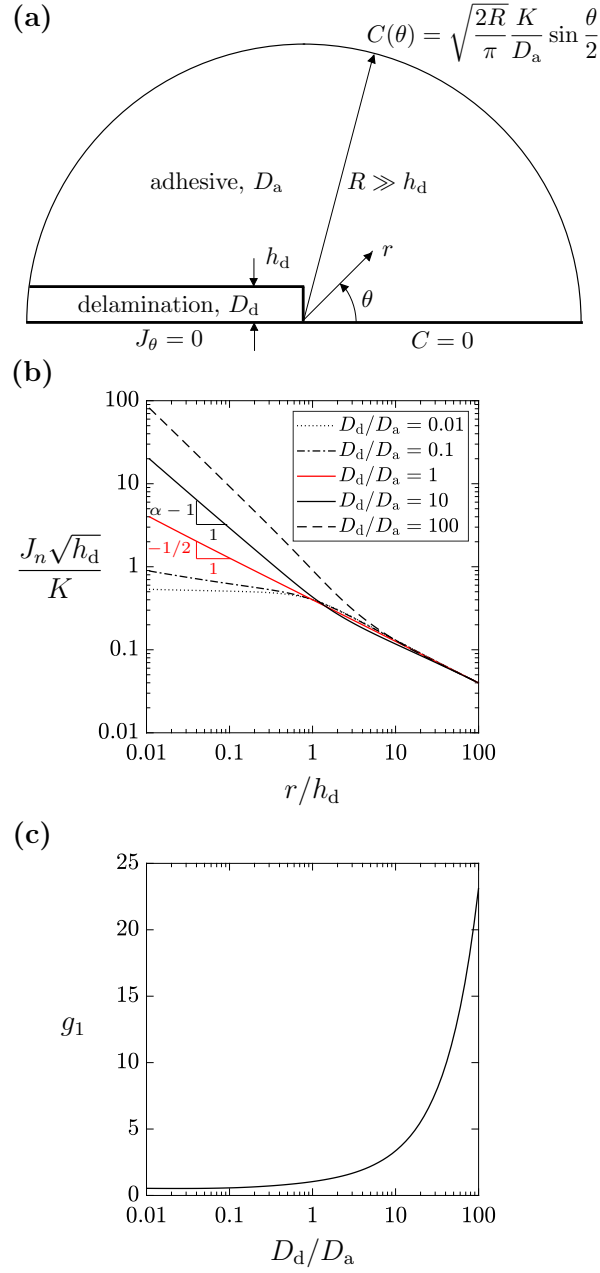 (a)
C(θ) = √(2R/π) K/D_a sin θ/2
adhesive, D_a
R ≫ h_d
h_d
r
delamination, D_d
θ
J_θ = 0
C = 0
(b)
100
10
1
0.1
0.01
J_n√h_d / K
D_d/D_a = 0.01
D_d/D_a = 0.1
D_d/D_a = 1
D_d/D_a = 10
D_d/D_a = 100
α − 1
1
−1/2
1
0.01
0.1
1
10
100
r/h_d
(c)
25
20
15
10
5
0
g_1
0.01
0.1
1
10
100
D_d/D_a